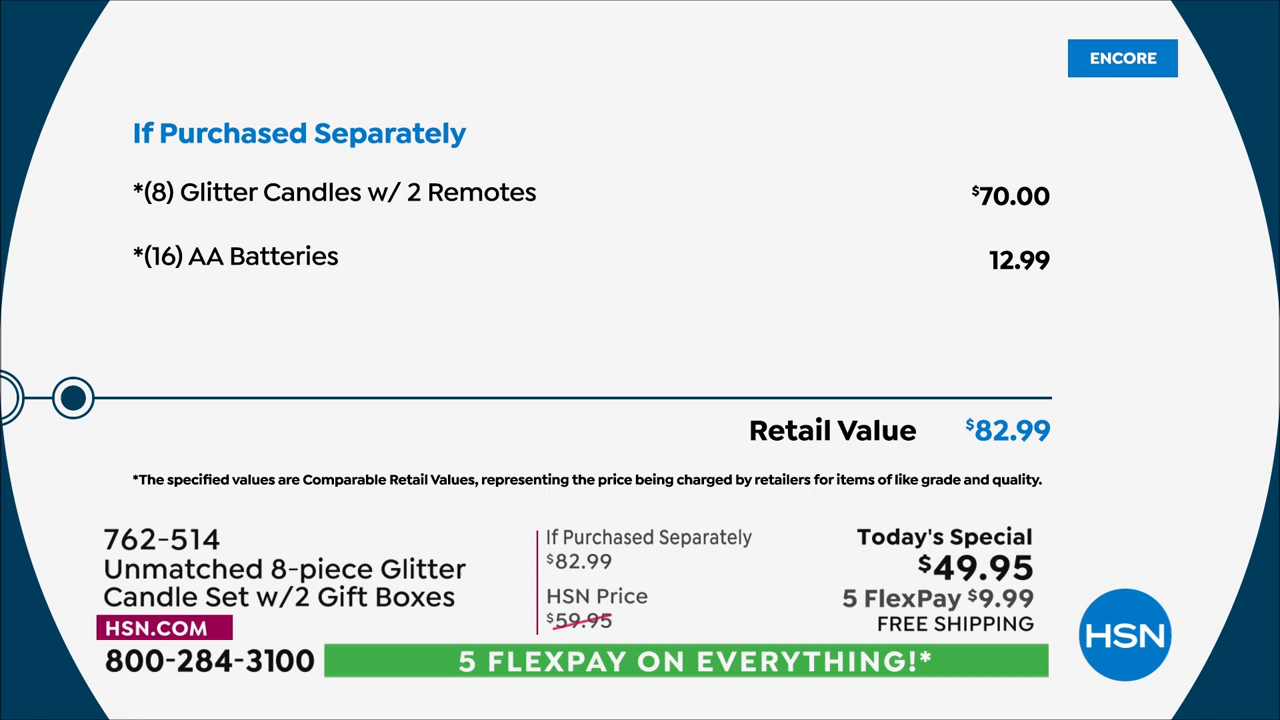 ENCORE
If Purchased Separately
*(8) Glitter Candles w/ 2 Remotes $70.00
*(16) AA Batteries 12.99
Retail Value $82.99
*The specified values are Comparable Retail Values, representing the price being charged by retailers for items of like grade and quality.
762-514
Unmatched 8-piece Glitter
Candle Set w/2 Gift Boxes
HSN.COM
800-284-3100
If Purchased Separately
$82.99
HSN Price
$59.95
Today's Special
$49.95
5 FlexPay $9.99
FREE SHIPPING
5 FLEXPAY ON EVERYTHING!*
HSN